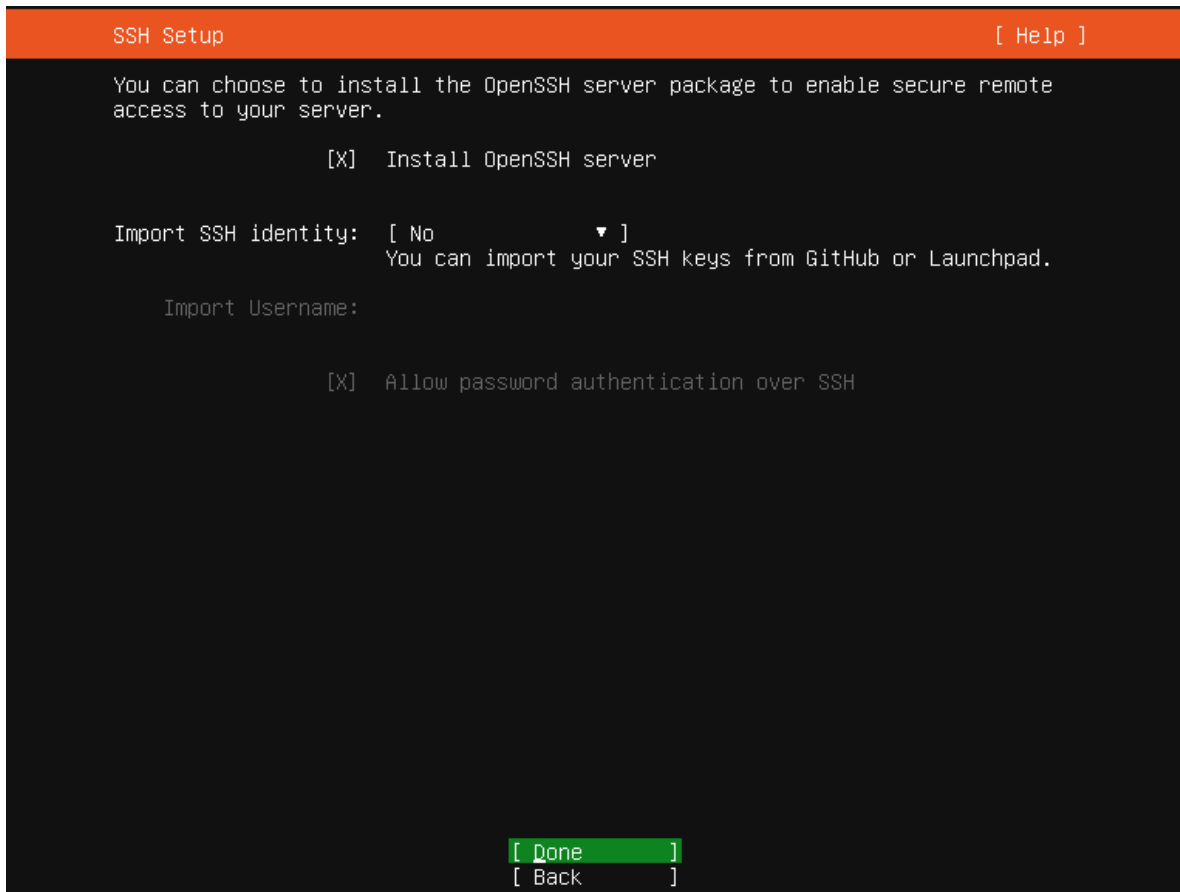 SSH Setup [ Help ]
You can choose to install the OpenSSH server package to enable secure remote
access to your server.
[X] Install OpenSSH server
Import SSH identity: [ No ▾ ]
You can import your SSH keys from GitHub or Launchpad.
Import Username:
[X] Allow password authentication over SSH
[ Done ]
[ Back ]